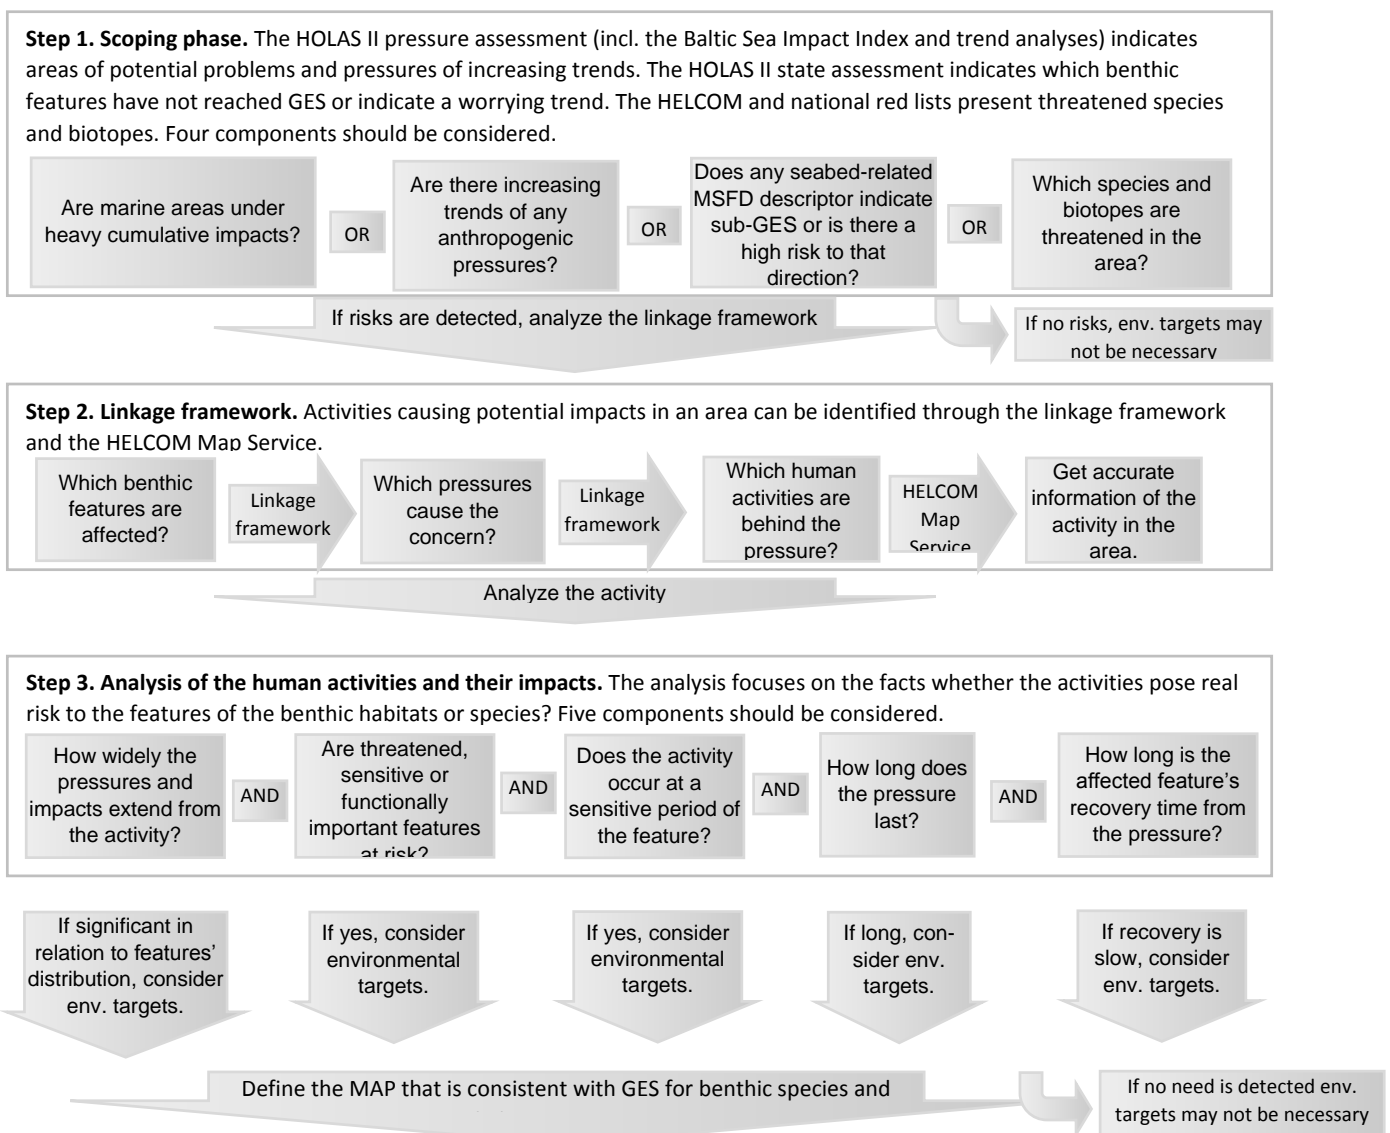 Step 1. Scoping phase. The HOLAS II pressure assessment (incl. the Baltic Sea Impact Index and trend analyses) indicates
areas of potential problems and pressures of increasing trends. The HOLAS II state assessment indicates which benthic
features have not reached GES or indicate a worrying trend. The HELCOM and national red lists present threatened species
and biotopes. Four components should be considered.
Are marine areas under
heavy cumulative impacts?
OR
Are there increasing
trends of any
anthropogenic
pressures?
OR
Does any seabed-related
MSFD descriptor indicate
sub-GES or is there a
high risk to that
direction?
OR
Which species and
biotopes are
threatened in the
area?
If risks are detected, analyze the linkage framework
If no risks, env. targets may
not be necessary
Step 2. Linkage framework. Activities causing potential impacts in an area can be identified through the linkage framework
and the HELCOM Map Service.
Which benthic
features are
affected?
Linkage
framework
Which pressures
cause the
concern?
Linkage
framework
Which human
activities are
behind the
pressure?
HELCOM
Map
Service
Get accurate
information of the
activity in the
area.
Analyze the activity
Step 3. Analysis of the human activities and their impacts. The analysis focuses on the facts whether the activities pose real
risk to the features of the benthic habitats or species? Five components should be considered.
How widely the
pressures and
impacts extend from
the activity?
AND
Are threatened,
sensitive or
functionally
important features
at risk?
AND
Does the activity
occur at a
sensitive period of
the feature?
AND
How long does
the pressure
last?
AND
How long is the
affected feature's
recovery time from
the pressure?
If significant in
relation to features'
distribution, consider
env. targets.
If yes, consider
environmental
targets.
If yes, consider
environmental
targets.
If long, con-
sider env.
targets.
If recovery is
slow, consider
env. targets.
Define the MAP that is consistent with GES for benthic species and
If no need is detected env.
targets may not be necessary